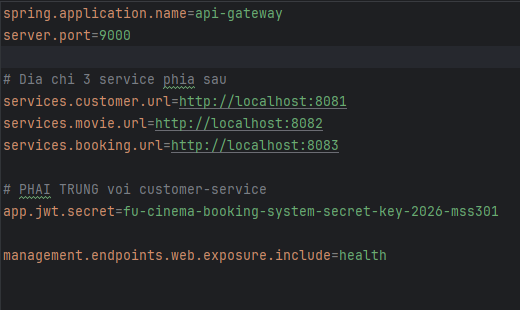 spring.application.name=api-gateway
server.port=9000
# Dia chi 3 service phia sau
services.customer.url=http://localhost:8081
services.movie.url=http://localhost:8082
services.booking.url=http://localhost:8083
# PHAI TRUNG voi customer-service
app.jwt.secret=fu-cinema-booking-system-secret-key-2026-mss301
management.endpoints.web.exposure.include=health